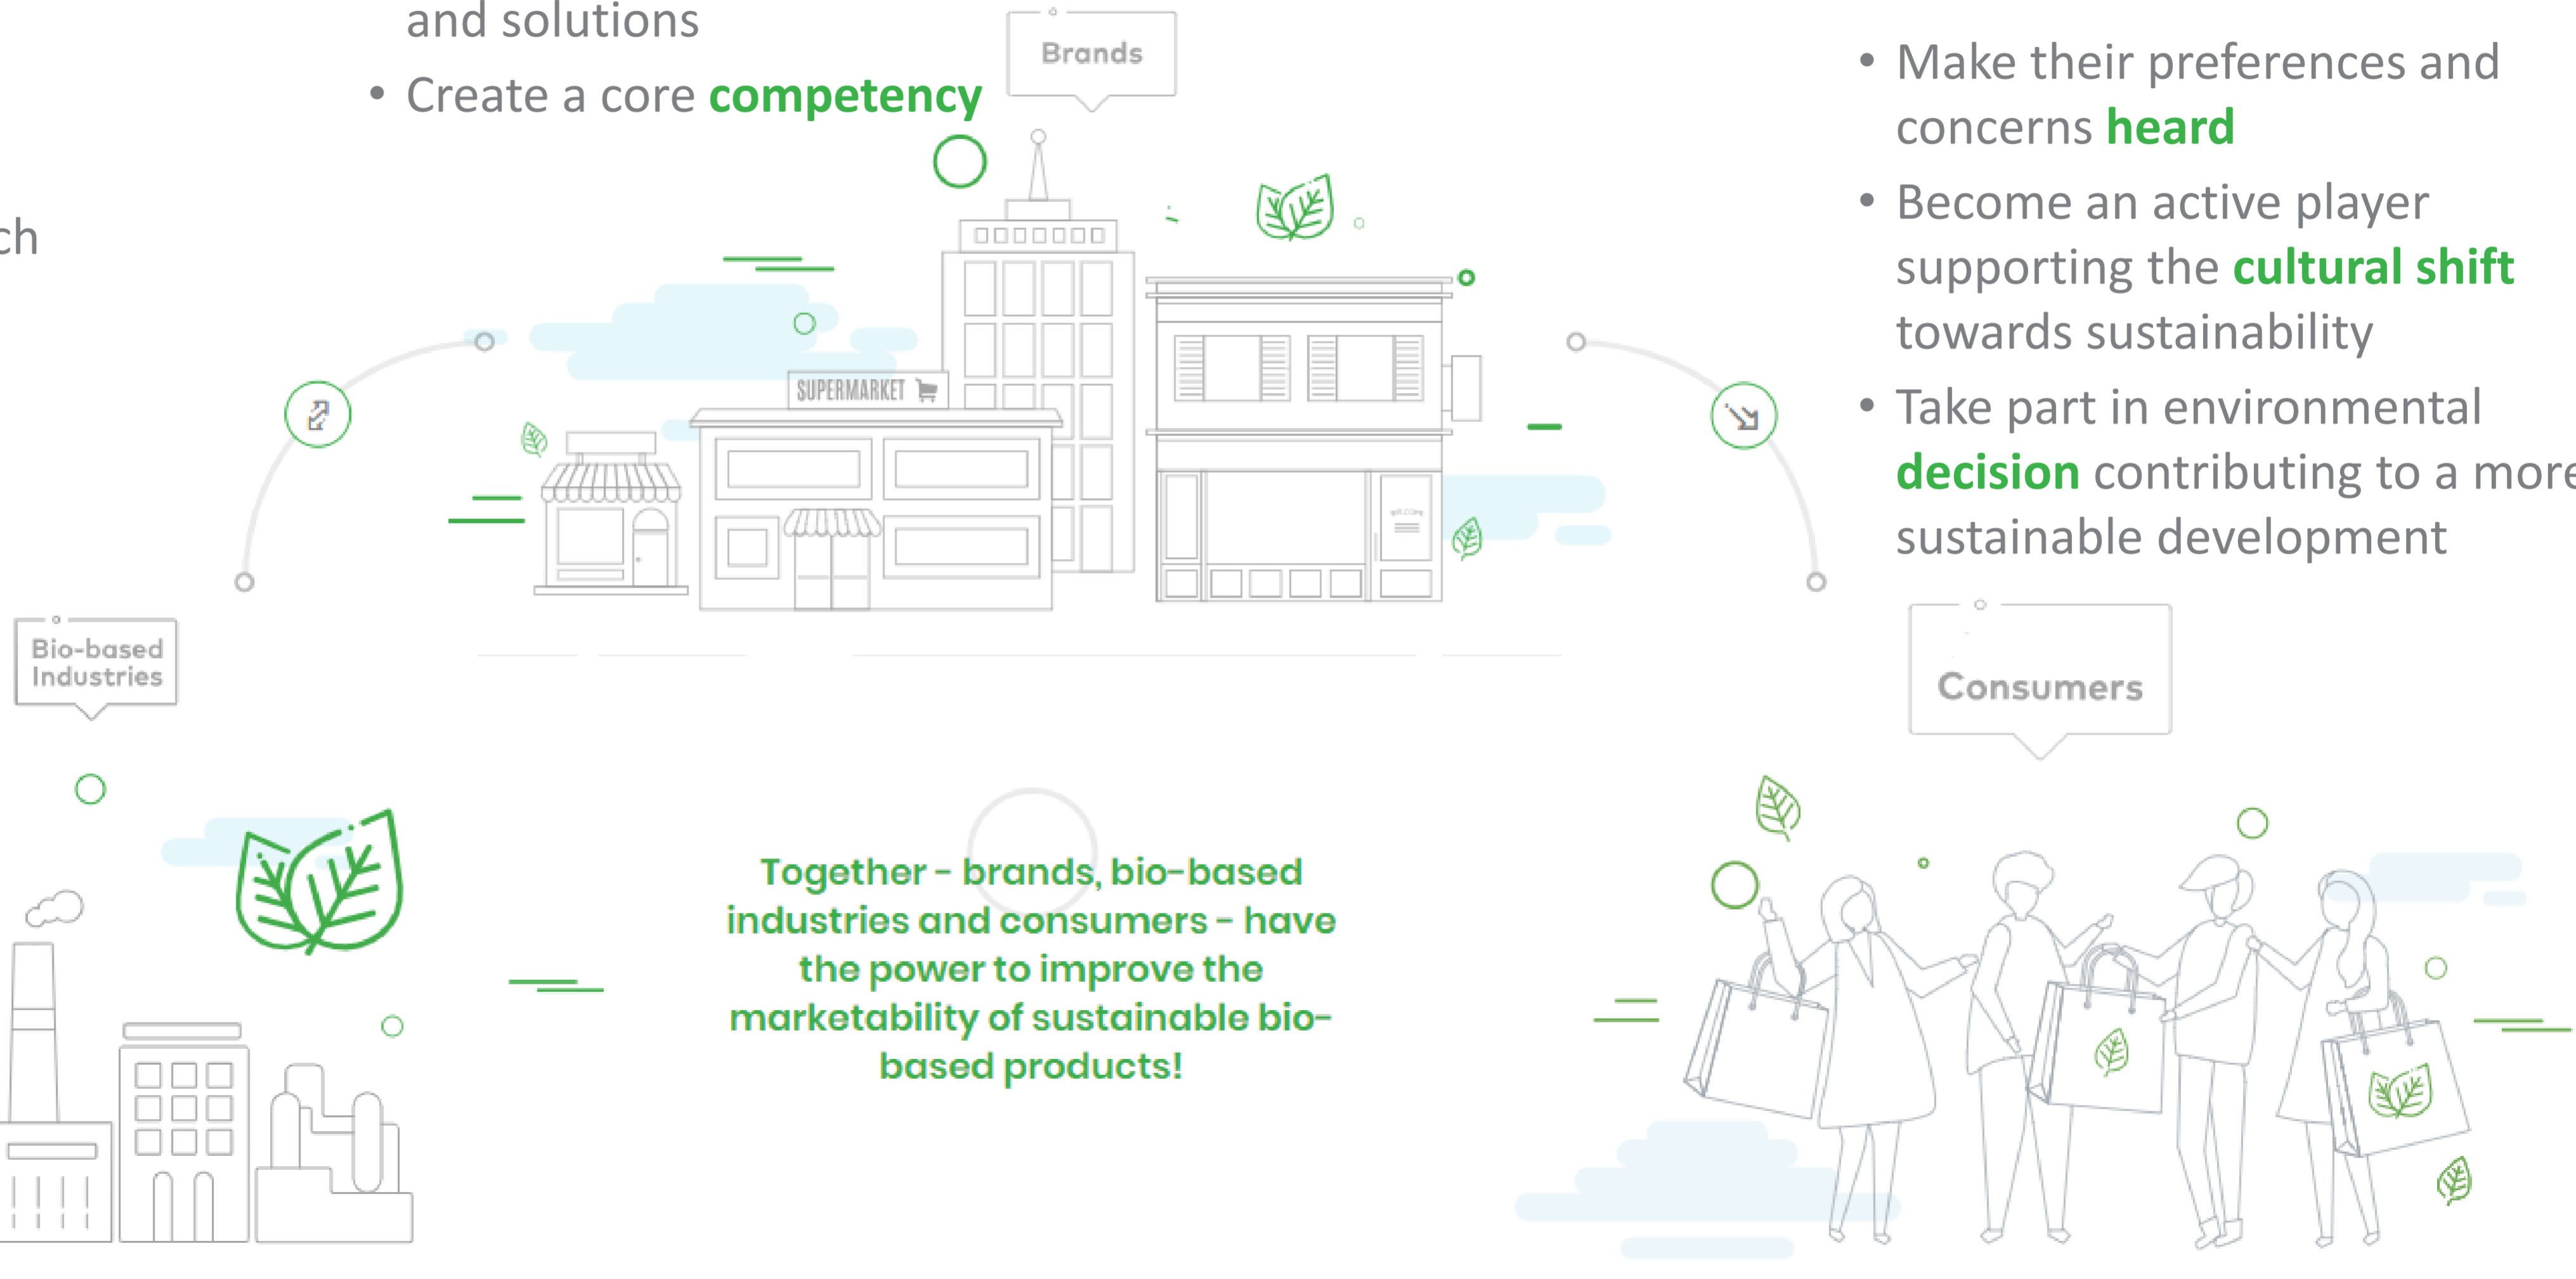 and solutions
• Create a core competency
Brands
ch
• Make their preferences and
concerns heard
• Become an active player
supporting the cultural shift
towards sustainability
• Take part in environmental
decision contributing to a more
sustainable development
SUPERMARKET
Bio-based
Industries
Consumers
Together - brands, bio-based
industries and consumers - have
the power to improve the
marketability of sustainable bio-
based products!